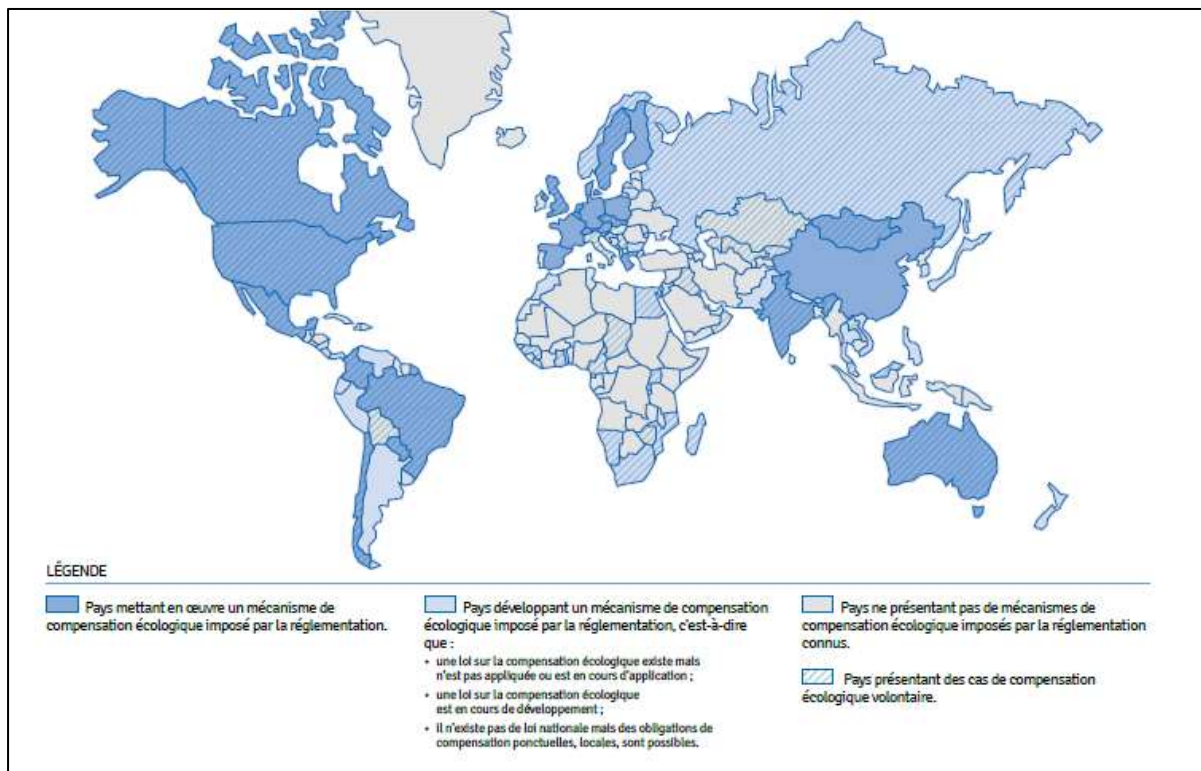 LÉGENDE
Pays mettant en œuvre un mécanisme de
compensation écologique imposé par la réglementation.
Pays développant un mécanisme de compensation
écologique imposé par la réglementation, c'est-à-dire
que :
• une loi sur la compensation écologique existe mais
n'est pas appliquée ou est en cours d'application ;
• une loi sur la compensation écologique
est en cours de développement ;
• il n'existe pas de loi nationale mais des obligations de
compensation ponctuelles, locales, sont possibles.
Pays ne présentant pas de mécanismes de
compensation écologique imposés par la réglementation
connus.
Pays présentant des cas de compensation
écologique volontaire.